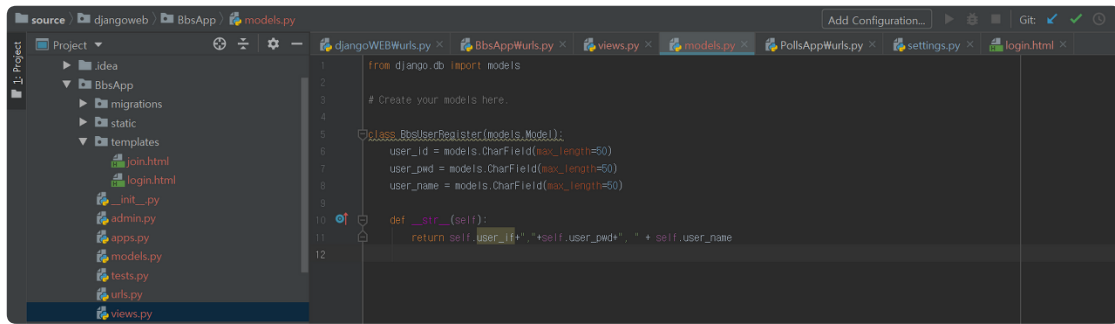 source djangoweb BbsApp models.py Add Configuration... Git:
1: Project
Project
djangoWEB₩urls.py BbsApp₩urls.py views.py models.py PollsApp₩urls.py settings.py login.html
.idea
BbsApp
migrations
static
templates
join.html
login.html
__init__.py
admin.py
apps.py
models.py
tests.py
urls.py
views.py
1 from django.db import models
2
3 # Create your models here.
4
5 class BbsUserRegister(models.Model):
6 user_id = models.CharField(max_length=50)
7 user_pwd = models.CharField(max_length=50)
8 user_name = models.CharField(max_length=50)
9
10 def __str__(self):
11 return self.user_if+","+self.user_pwd+", " + self.user_name
12